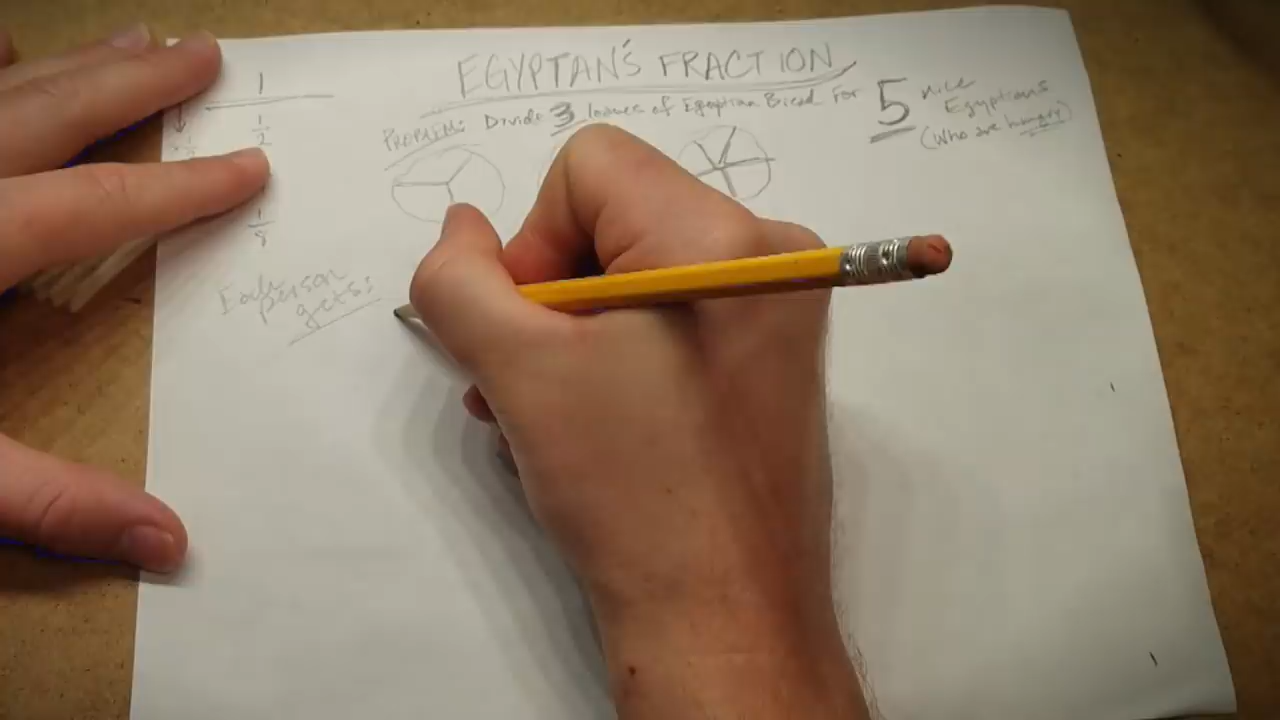 EGYPTAN'S FRACTION
PROBLEM: Divide 3 loaves of Egyptian Bread For 5 nice
Egyptians
(who are hungry)
1
1
2
1
8
Each
person
gets: